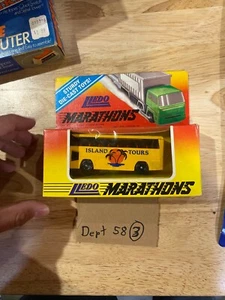 UTER
STURDY
DIE-CAST TOYS!
LLEDO
MARATHONS
ISLAND TOURS
LLEDO MARATHONS
Dept 58 3